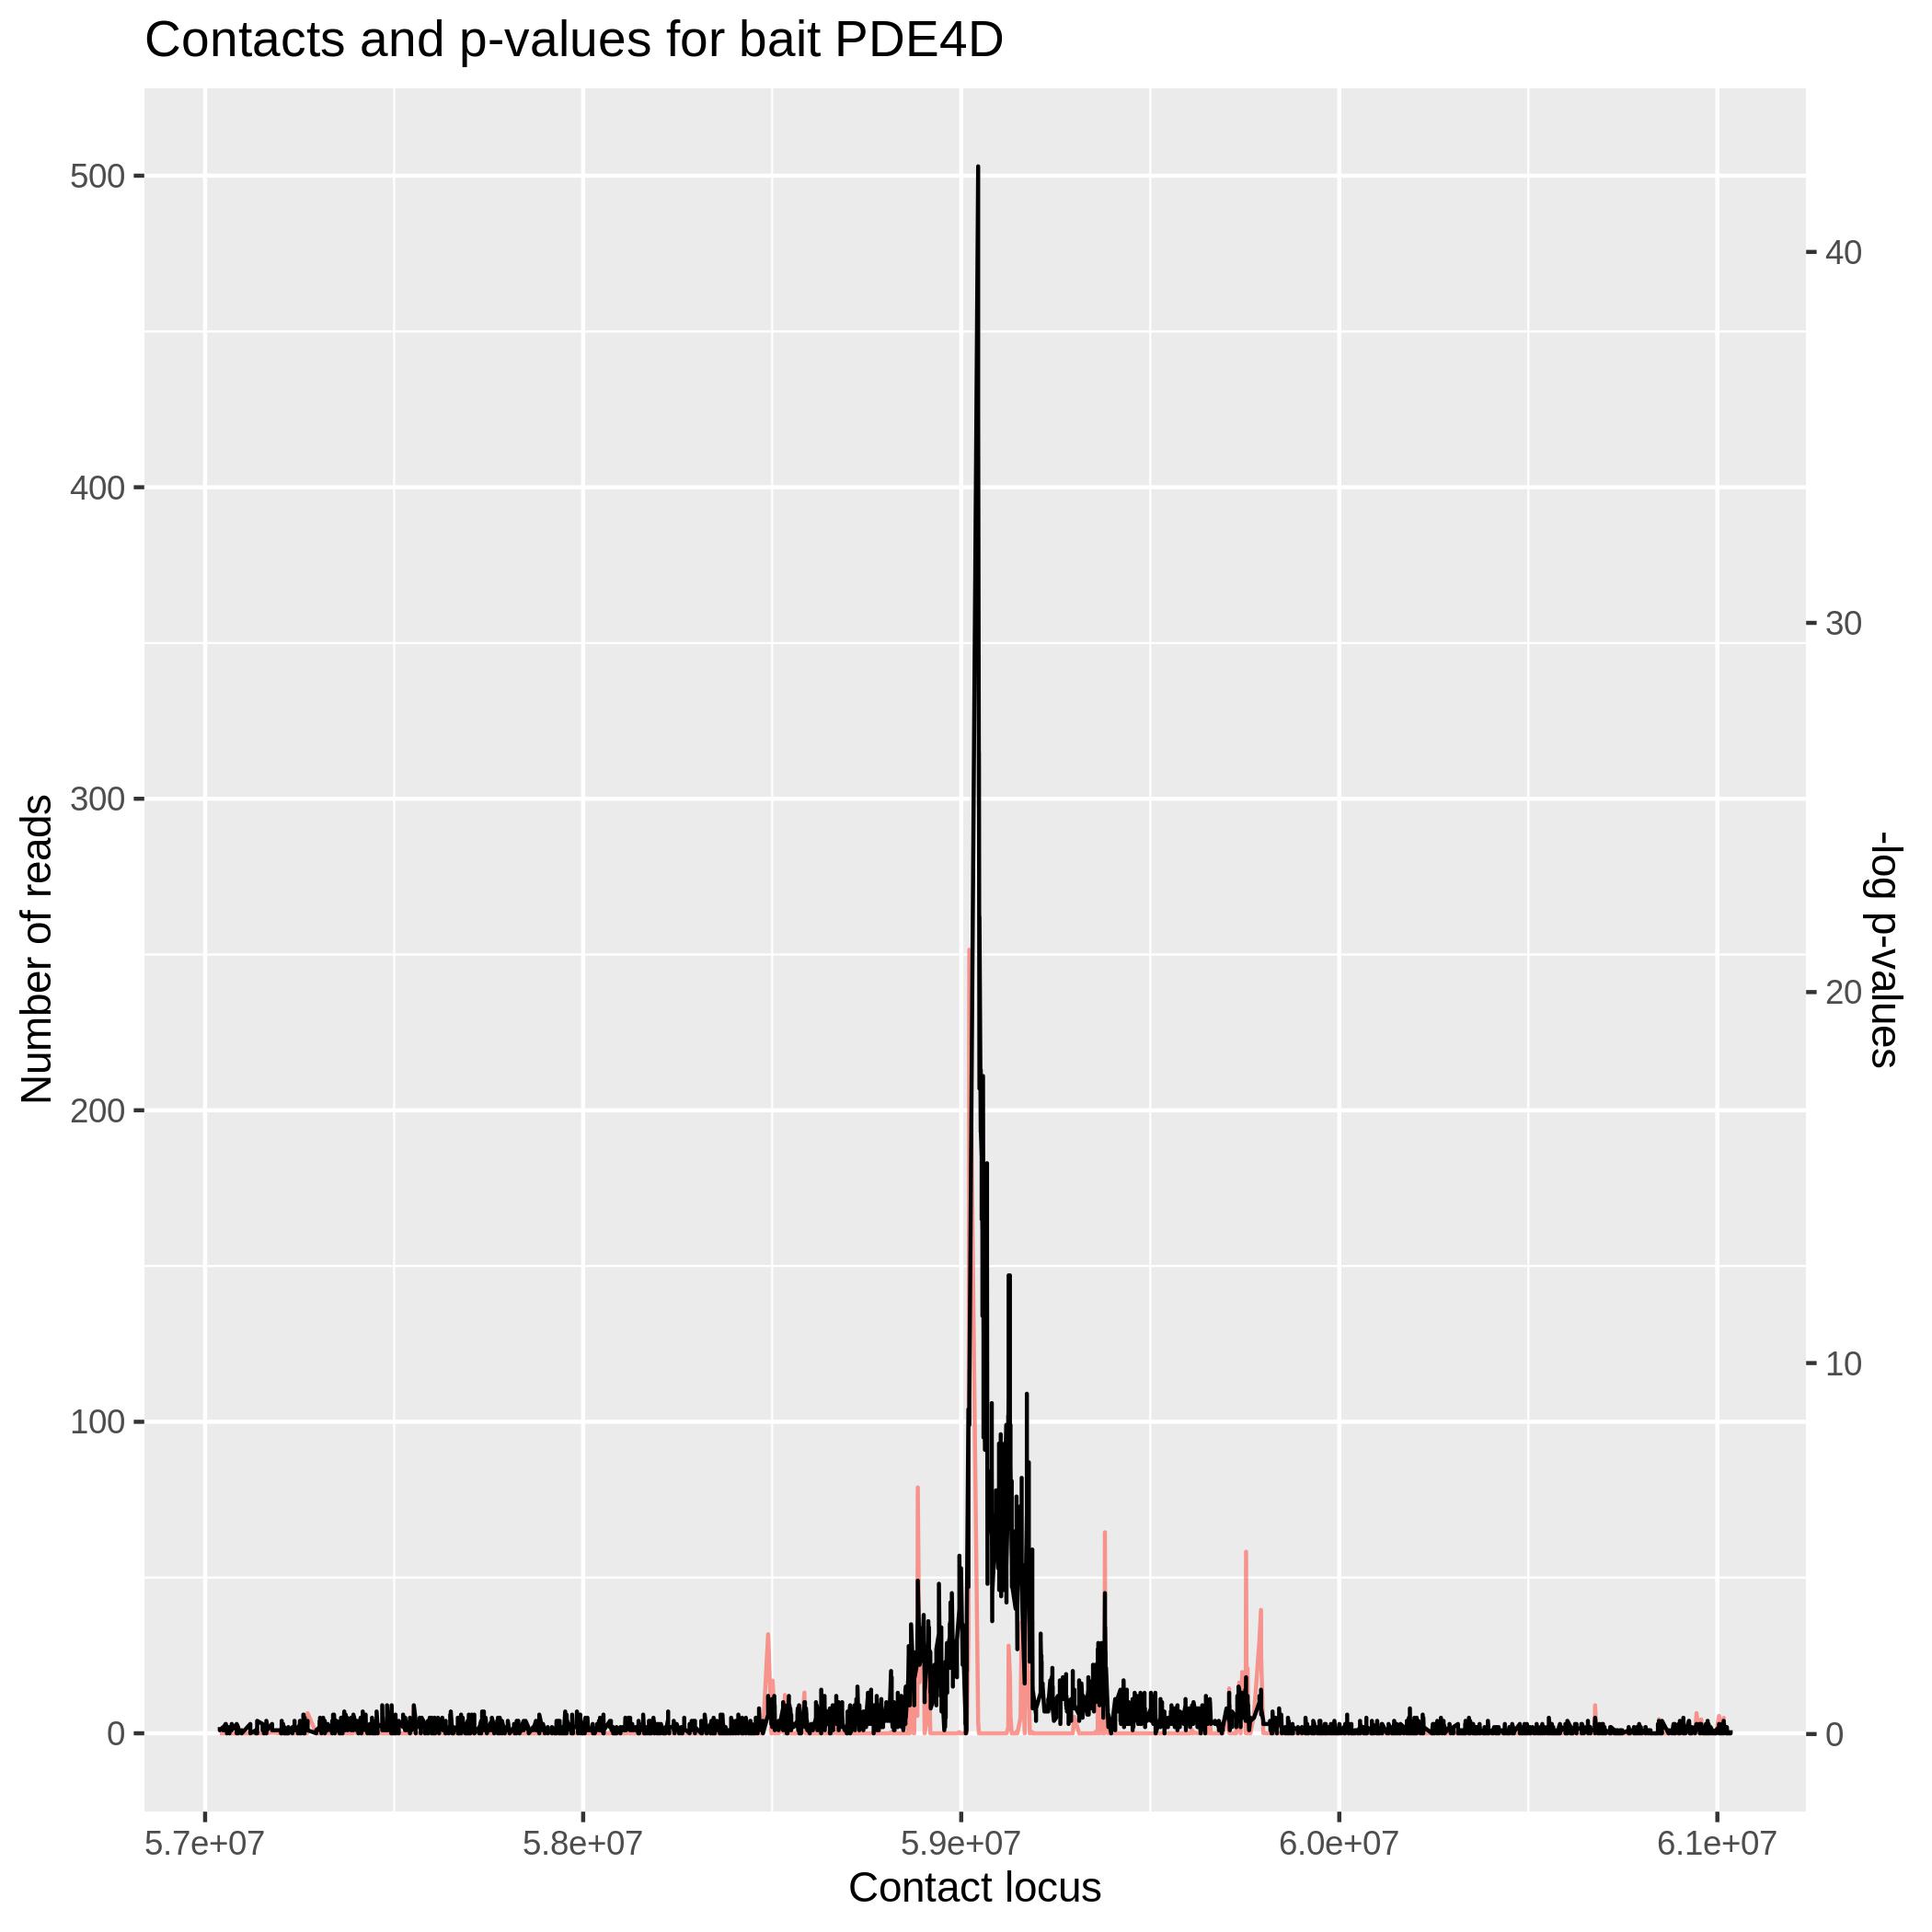 Contacts and p-values for bait PDE4D
Number of reads
500
400
300
200
100
0
40
30
20
10
0
-log p-values
5.7e+07 5.8e+07 5.9e+07 6.0e+07 6.1e+07
Contact locus